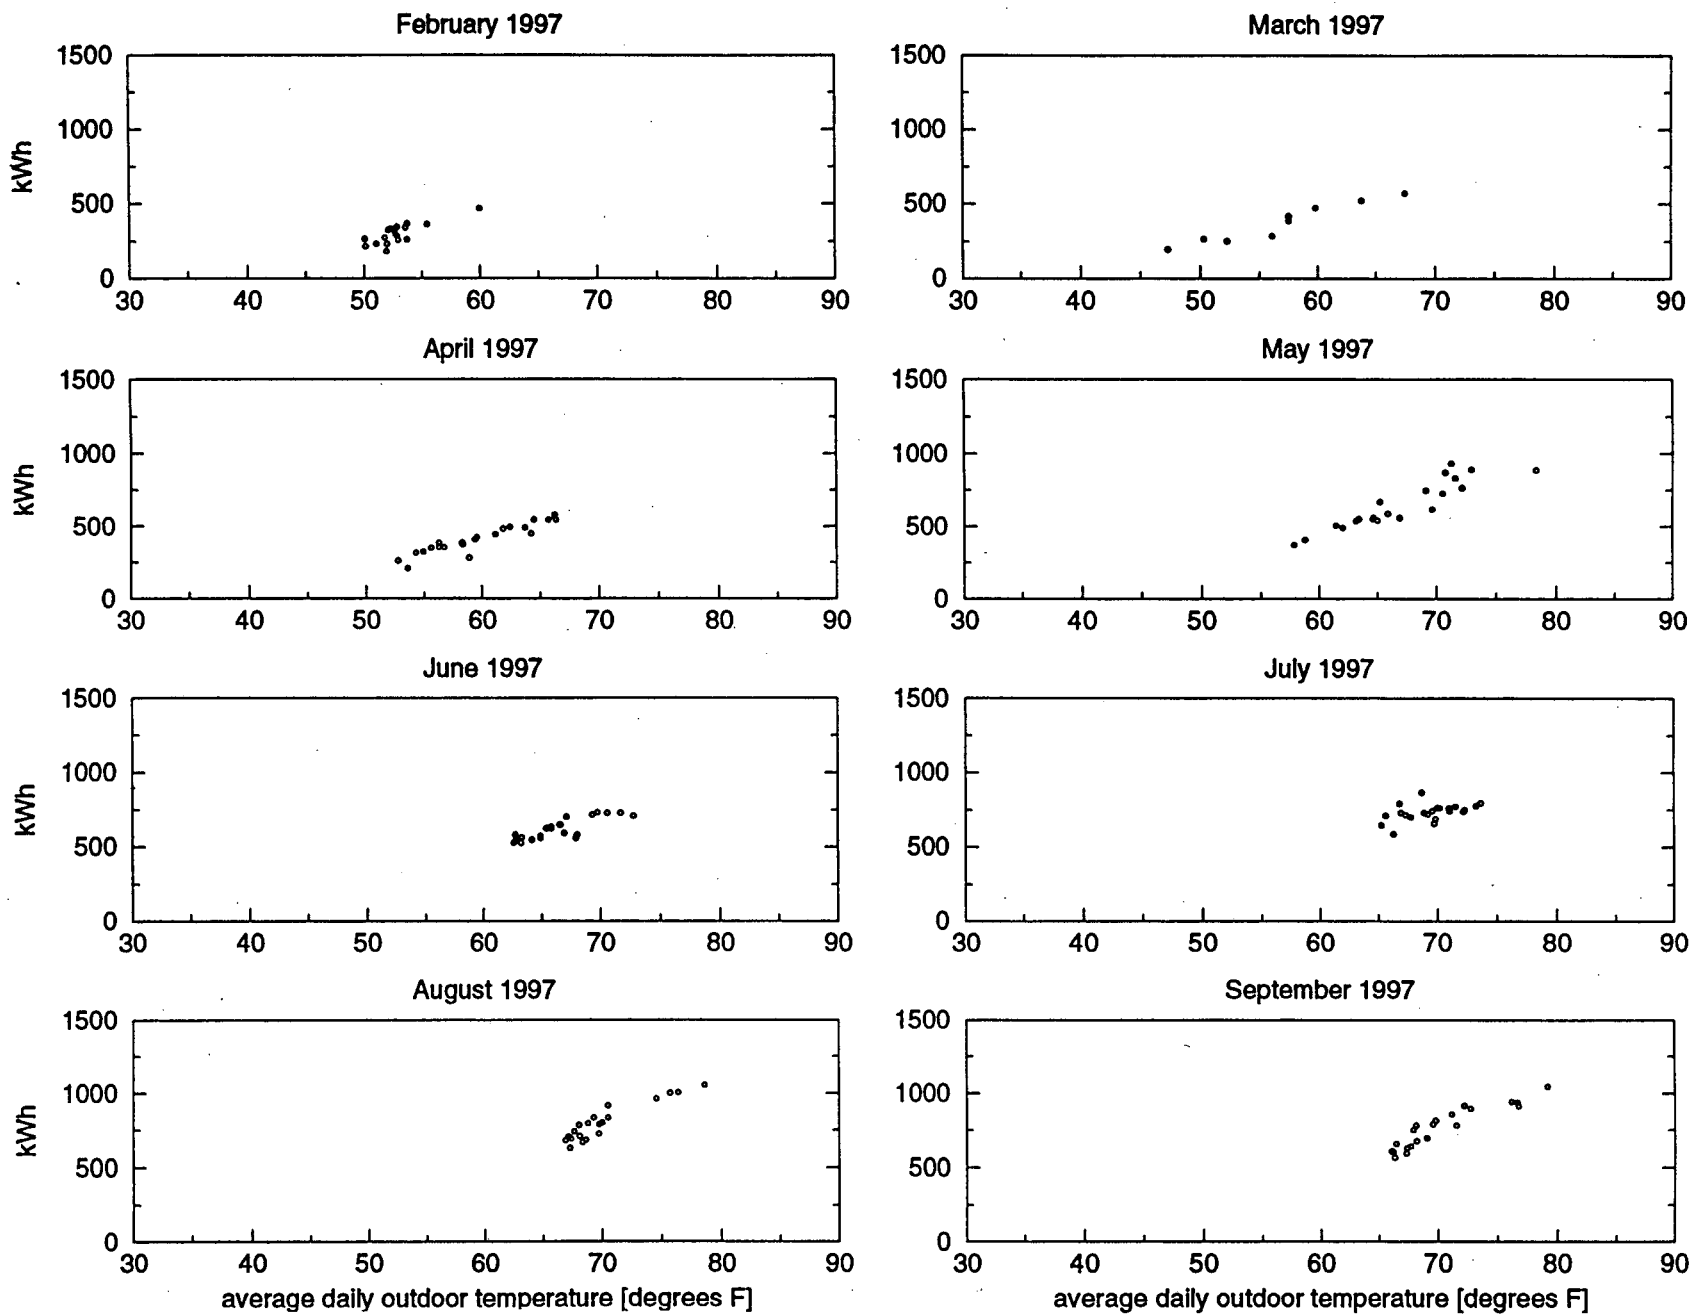 February 1997
March 1997
kWh
1500
1000
500
0
30 40 50 60 70 80 90
1500
1000
500
0
30 40 50 60 70 80 90
April 1997
May 1997
kWh
1500
1000
500
0
30 40 50 60 70 80 90
1500
1000
500
0
30 40 50 60 70 80 90
June 1997
July 1997
kWh
1500
1000
500
0
30 40 50 60 70 80 90
1500
1000
500
0
30 40 50 60 70 80 90
August 1997
September 1997
kWh
1500
1000
500
0
30 40 50 60 70 80 90
average daily outdoor temperature [degrees F]
1500
1000
500
0
30 40 50 60 70 80 90
average daily outdoor temperature [degrees F]